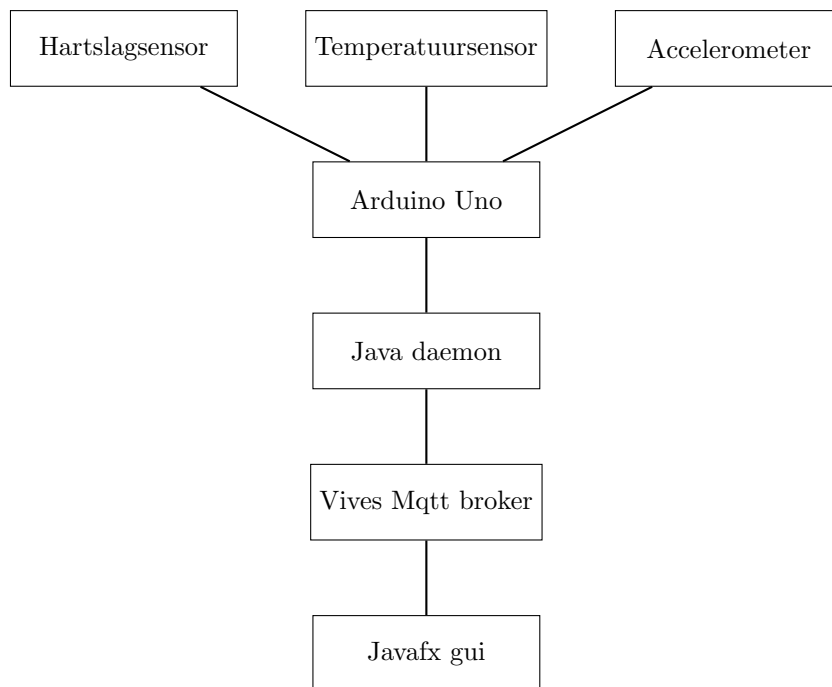 Hartslagsensor
Temperatuursensor
Accelerometer
Arduino Uno
Java daemon
Vives Mqtt broker
Javafx gui